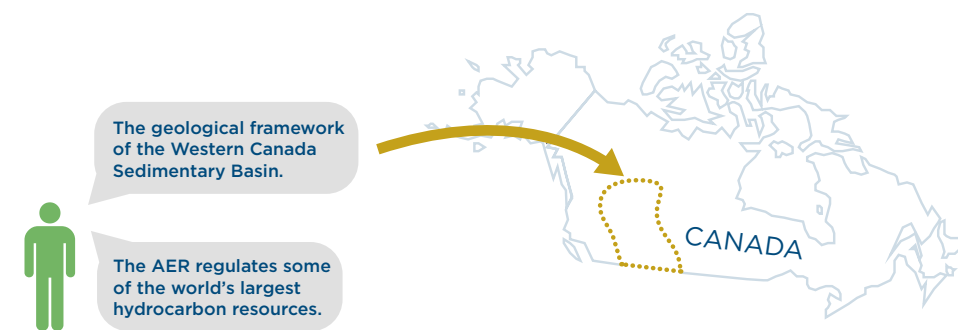 The geological framework
of the Western Canada
Sedimentary Basin.
The AER regulates some
of the world's largest
hydrocarbon resources.
CANADA